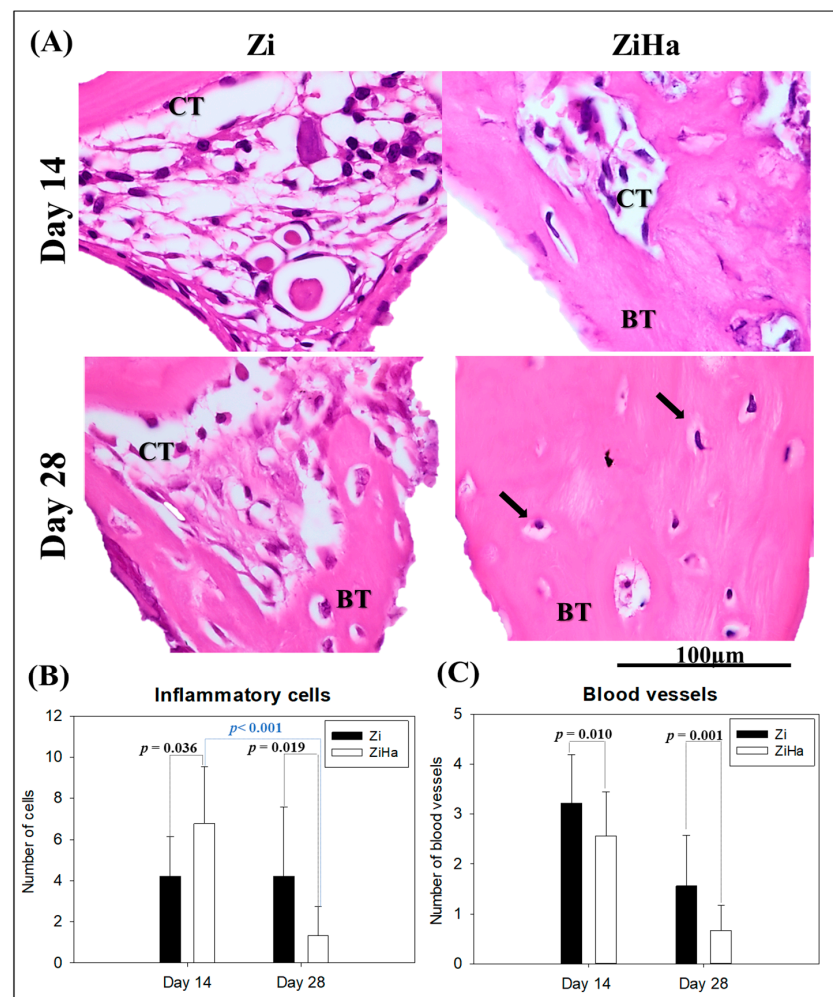 (A)
Zi
ZiHa
Day 14
CT
CT
BT
Day 28
CT
BT
BT
100µm
(B)
Inflammatory cells
Number of cells
12
10
8
6
4
2
0
p = 0.036
p< 0.001
p = 0.019
Zi
ZiHa
Day 14
Day 28
(C)
Blood vessels
Number of blood vessels
5
4
3
2
1
0
p = 0.010
p = 0.001
Zi
ZiHa
Day 14
Day 28